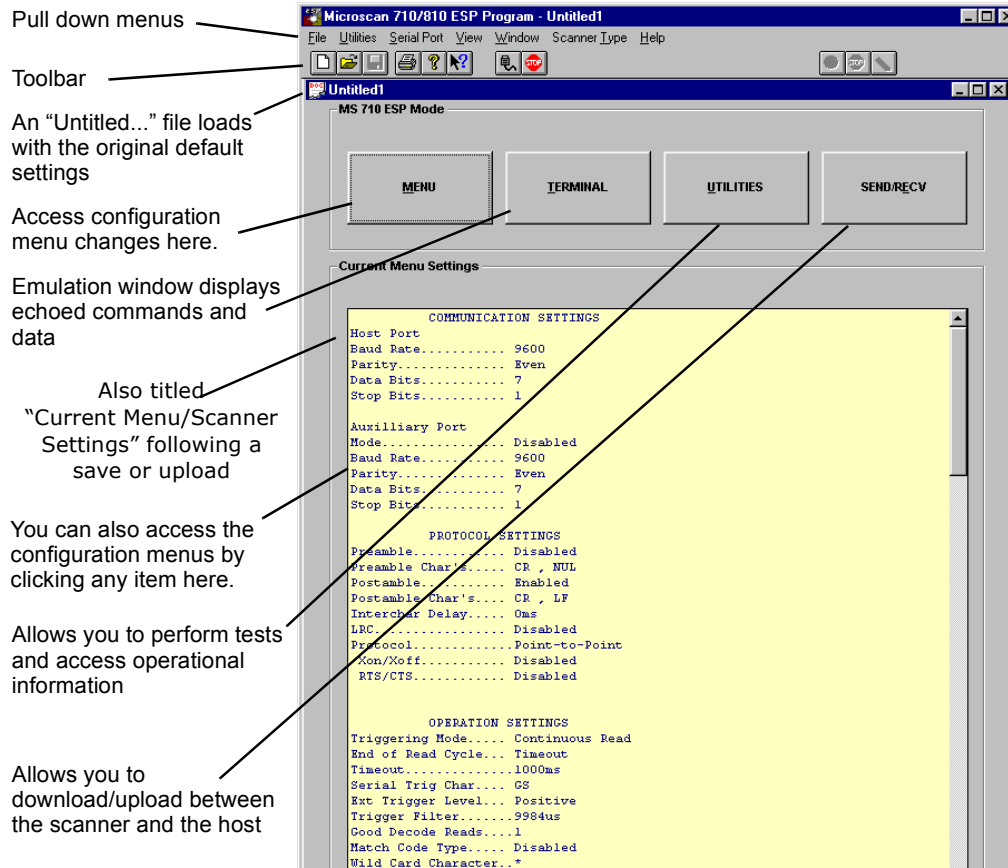 Pull down menus
Toolbar
An “Untitled...” file loads
with the original default
settings
Access configuration
menu changes here.
Emulation window displays
echoed commands and
data
Also titled
“Current Menu/Scanner
Settings” following a
save or upload
You can also access the
configuration menus by
clicking any item here.
Allows you to perform tests
and access operational
information
Allows you to
download/upload between
the scanner and the host
Microscan 710/810 ESP Program - Untitled1
File Utilities Serial Port View Window Scanner Type Help
STOP STOP
Untitled1
MS 710 ESP Mode
MENU TERMINAL UTILITIES SEND/RECV
Current Menu Settings
COMMUNICATION SETTINGS
Host Port
Baud Rate........... 9600
Parity.............. Even
Data Bits........... 7
Stop Bits........... 1
Auxilliary Port
Mode................ Disabled
Baud Rate........... 9600
Parity.............. Even
Data Bits........... 7
Stop Bits........... 1
PROTOCOL SETTINGS
Preamble............ Disabled
Preamble Char's..... CR , NUL
Postamble........... Enabled
Postamble Char's.... CR , LF
Interchar Delay..... 0ms
LRC................. Disabled
Protocol.............Point-to-Point
Xon/Xoff........... Disabled
RTS/CTS............ Disabled
OPERATION SETTINGS
Triggering Mode..... Continuous Read
End of Read Cycle... Timeout
Timeout..............1000ms
Serial Trig Char.... GS
Ext Trigger Level... Positive
Trigger Filter.......9984us
Good Decode Reads....1
Match Code Type..... Disabled
Wild Card Character..*